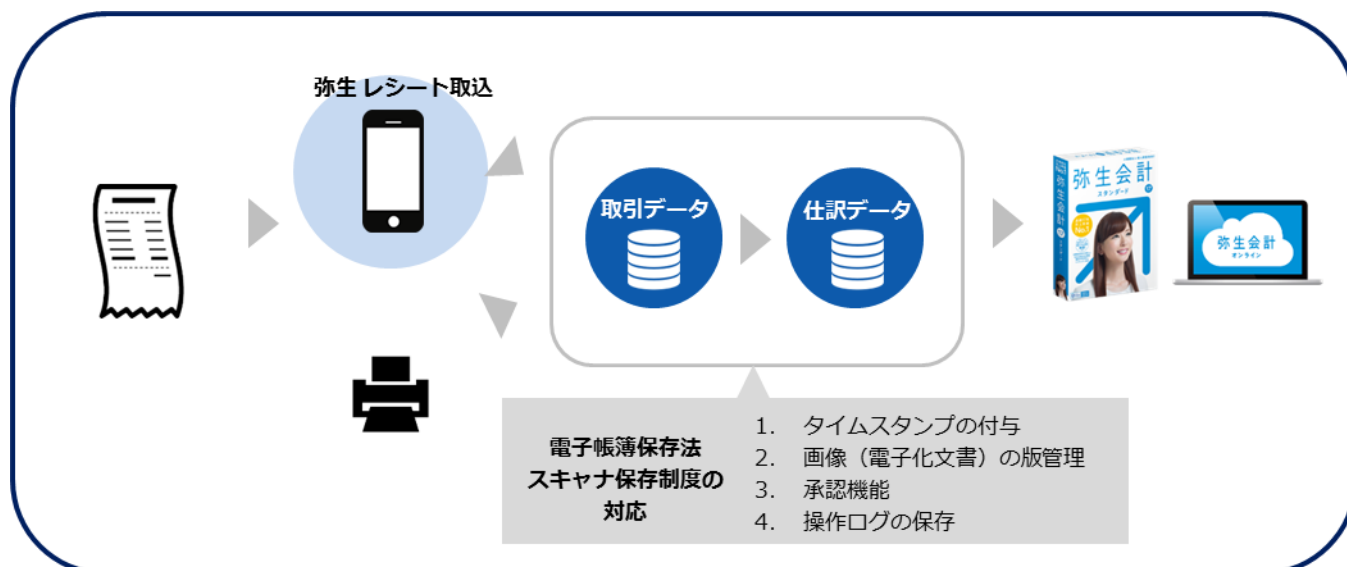 弥生 レシート取込
取引データ
仕訳データ
弥生会計
スタンダード
弥生会計
弥生会計
オンライン
電子帳簿保存法
スキャナ保存制度の
対応
1. タイムスタンプの付与
2. 画像（電子化文書）の版管理
3. 承認機能
4. 操作ログの保存